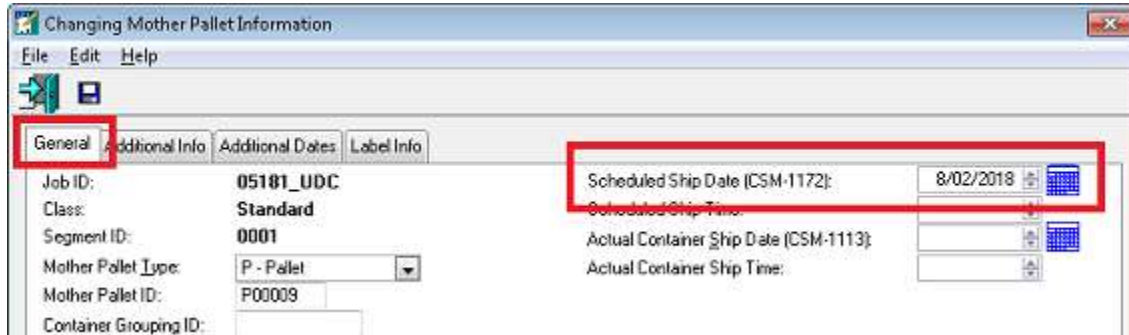 Changing Mother Pallet Information
File Edit Help
General Additional Info Additional Dates Label Info
Job ID: 05181_UDC
Class: Standard
Segment ID: 0001
Mother Pallet Type: P - Pallet
Mother Pallet ID: P00009
Container Grouping ID:
Scheduled Ship Date (CSM-1172): 8/02/2018
Scheduled Ship Time:
Actual Container Ship Date (CSM-1113):
Actual Container Ship Time: